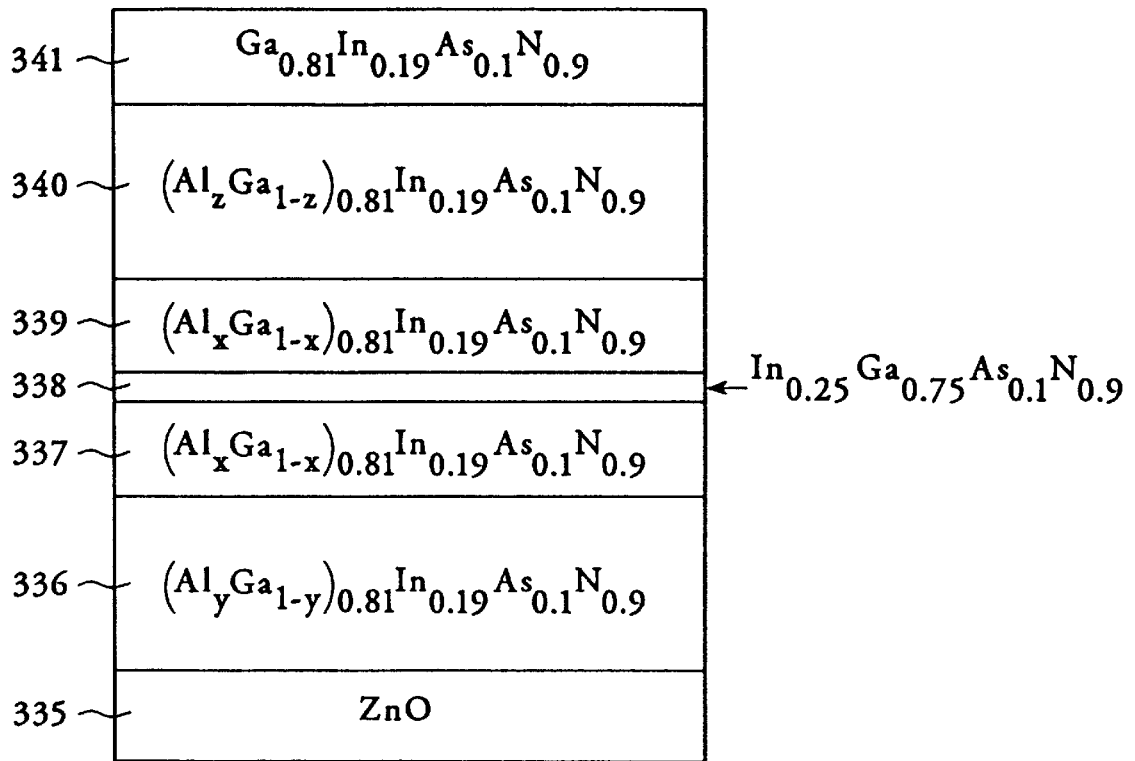 341 Ga0.81In0.19As0.1N0.9
340 (AlzGa1-z)0.81In0.19As0.1N0.9
339 (AlxGa1-x)0.81In0.19As0.1N0.9
338 In0.25Ga0.75As0.1N0.9
337 (AlxGa1-x)0.81In0.19As0.1N0.9
336 (AlyGa1-y)0.81In0.19As0.1N0.9
335 ZnO